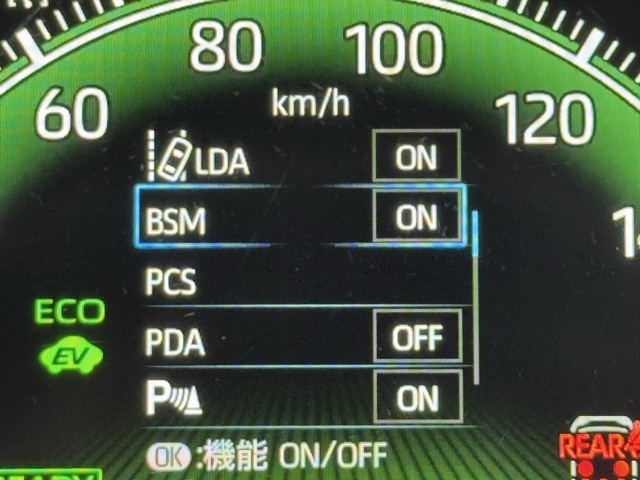 80 100
60 120
km/h
LDA ON
BSM ON
PCS
ECO
EV
PDA OFF
P ON
OK :機能 ON/OFF
REAR